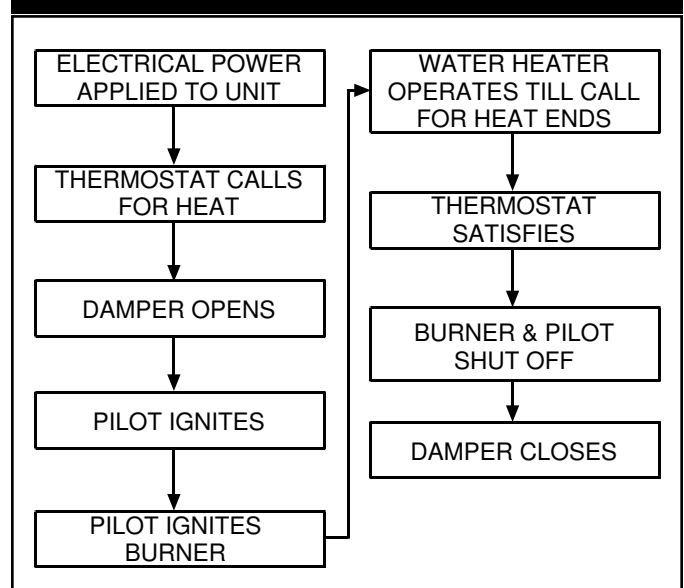 ELECTRICAL POWER
APPLIED TO UNIT
THERMOSTAT CALLS
FOR HEAT
DAMPER OPENS
PILOT IGNITES
PILOT IGNITES
BURNER
WATER HEATER
OPERATES TILL CALL
FOR HEAT ENDS
THERMOSTAT
SATISFIES
BURNER & PILOT
SHUT OFF
DAMPER CLOSES